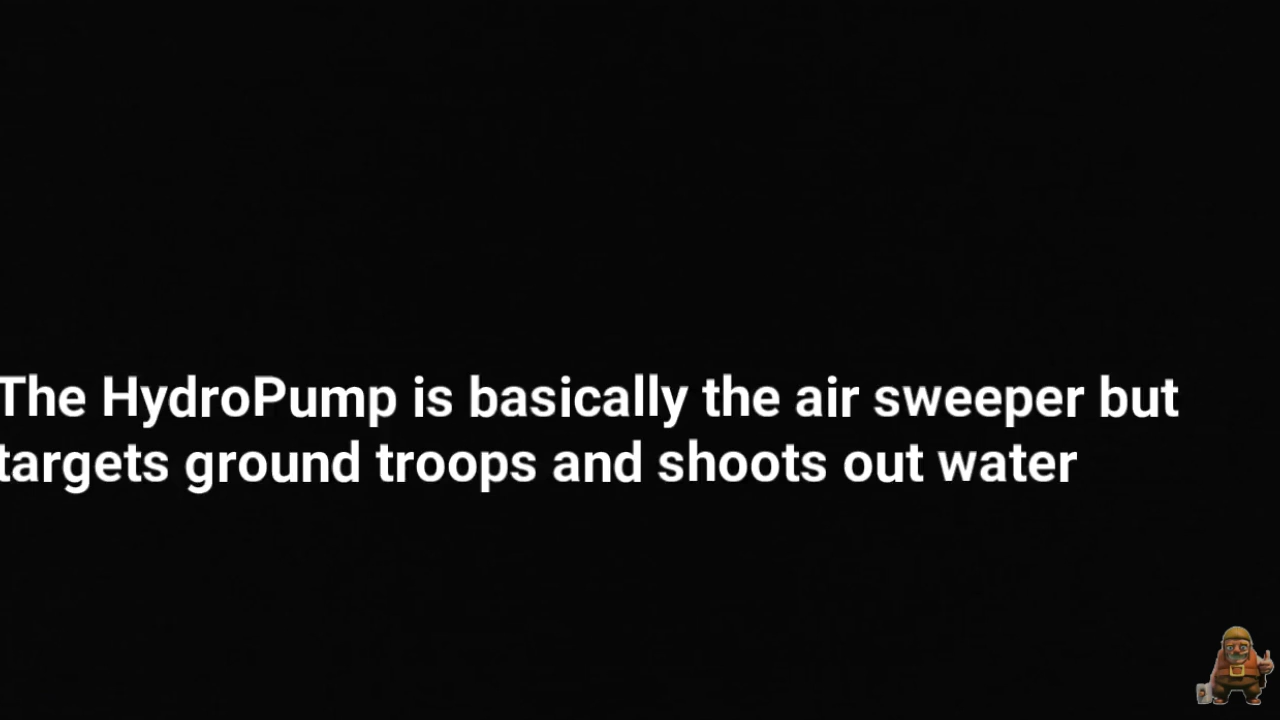 The HydroPump is basically the air sweeper but
targets ground troops and shoots out water